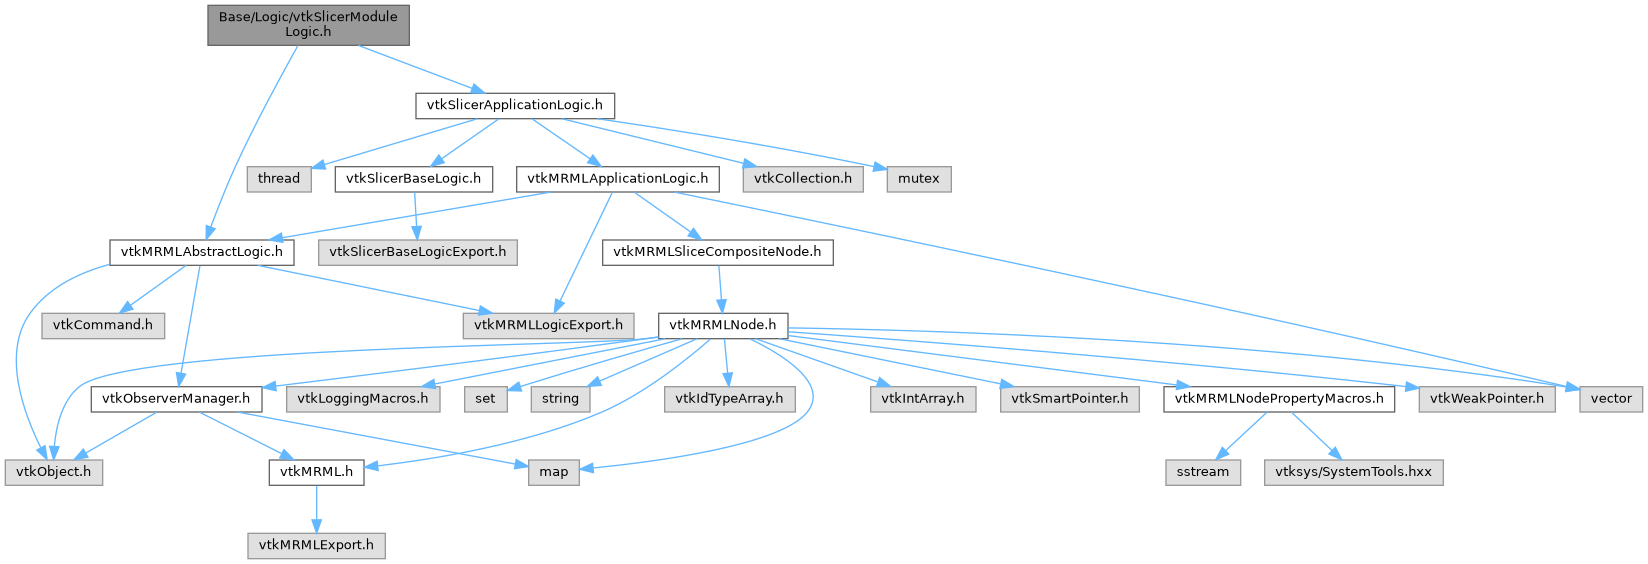 Base/Logic/vtkSlicerModule
Logic.h
vtkSlicerApplicationLogic.h
thread
vtkSlicerBaseLogic.h
vtkMRMLApplicationLogic.h
vtkCollection.h
mutex
vtkMRMLAbstractLogic.h
vtkSlicerBaseLogicExport.h
vtkMRMLSliceCompositeNode.h
vtkCommand.h
vtkMRMLLogicExport.h
vtkMRMLNode.h
vtkObserverManager.h
vtkLoggingMacros.h
set
string
vtkIdTypeArray.h
vtkIntArray.h
vtkSmartPointer.h
vtkMRMLNodePropertyMacros.h
vtkWeakPointer.h
vector
vtkObject.h
vtkMRML.h
map
sstream
vtksys/SystemTools.hxx
vtkMRMLExport.h